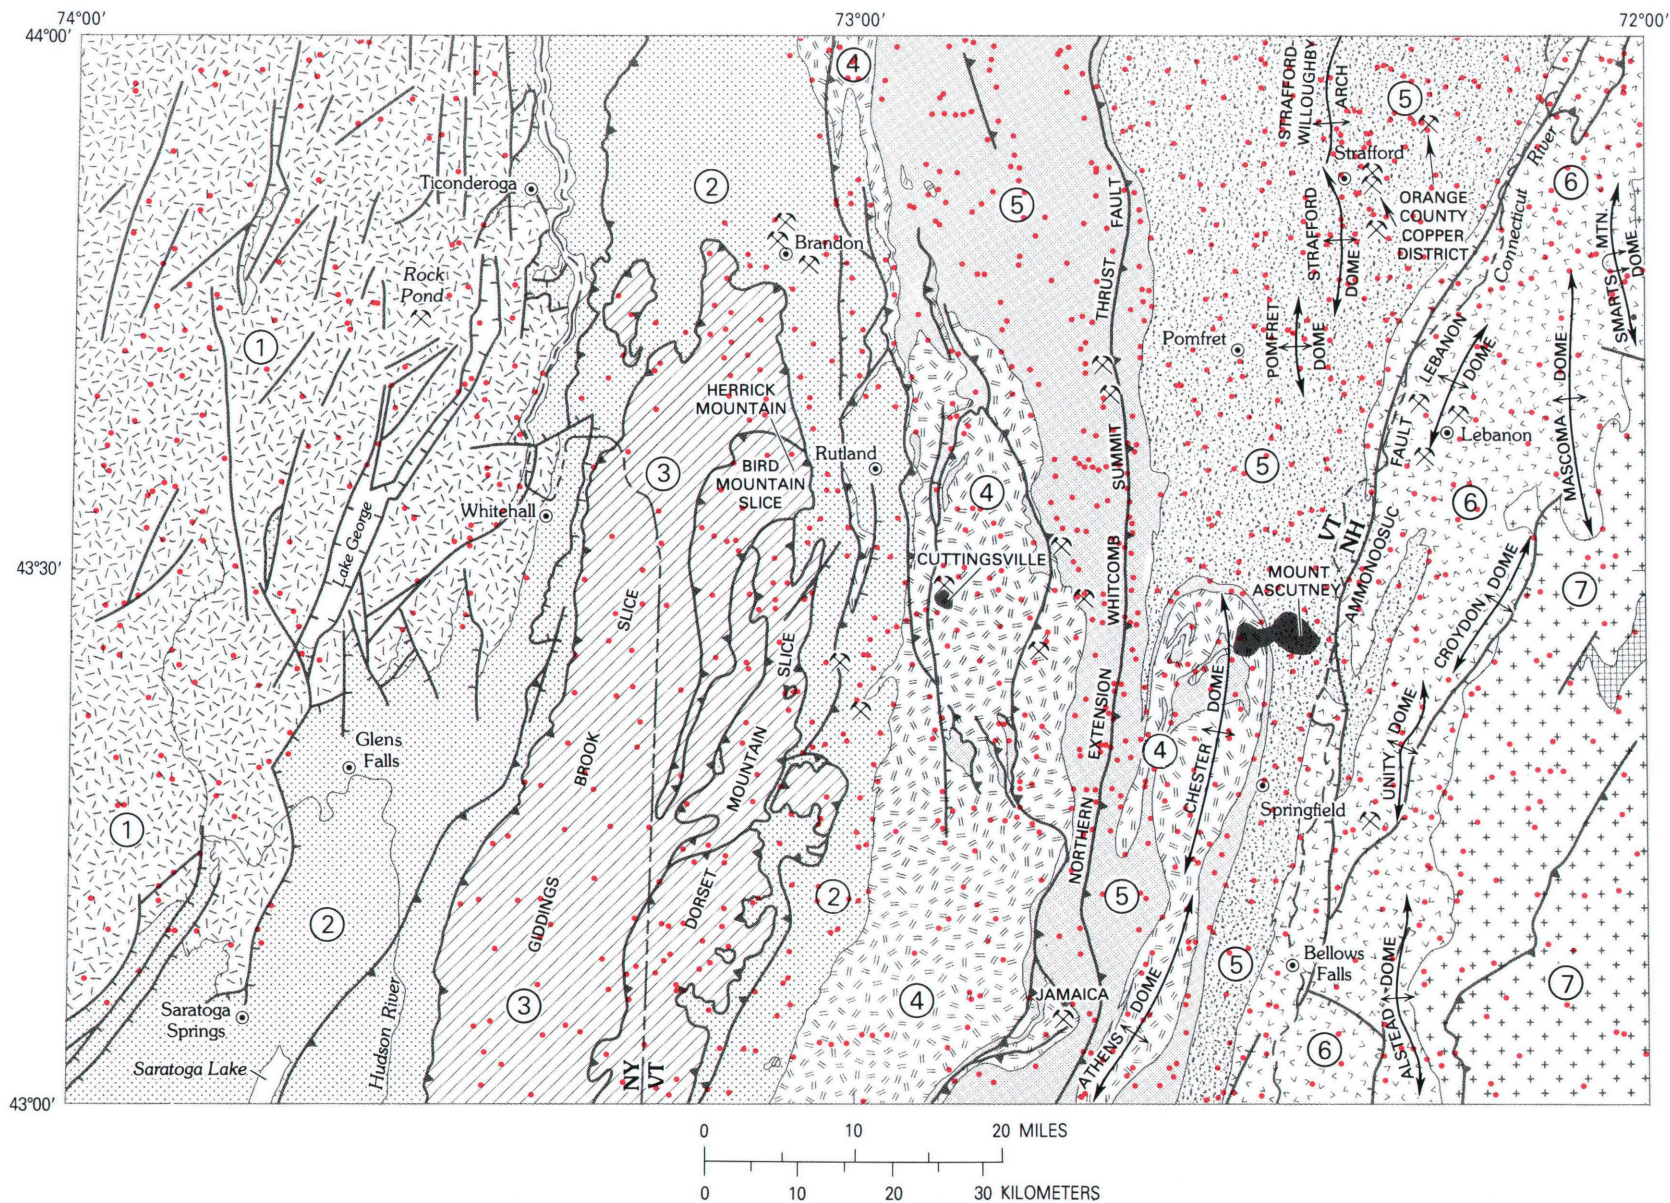 74°00'
73°00'
72°00'
44°00'
4
STRAFFORD-
WILLOUGHBY
ARCH
5
River
Strafford
Ticonderoga
2
6
5
FAULT
STRAFFORD
DOME
ORANGE
COUNTY
COPPER
DISTRICT
Connecticut
SMARTS MTN.
DOME
Brandon
Rock
Pond
THRUST
1
Pomfret
POMFRET
DOME
LEBANON
DOME
MASCOMA DOME
HERRICK
MOUNTAIN
SUMMIT
FAULT
Lebanon
Rutland
3
BIRD
MOUNTAIN
SLICE
5
4
6
Whitehall
VT
NH
Lake George
CUTTINGSVILLE
WHITCOMB
AMMONOOSUC
43°30'
MOUNT
ASCUTNEY
CROYDON DOME
7
SLICE
SLICE
EXTENSION
DOME
UNITY DOME
Glens
Falls
BROOK
MOUNTAIN
4
CHESTER
Springfield
1
NORTHERN
2
GIDDINGS
DORSET
2
5
Bellows
Falls
5
ALSTEAD DOME
7
3
4
JAMAICA
ATHENS DOME
Saratoga
Springs
Saratoga Lake
Hudson River
6
NY
VT
43°00'
0 10 20 MILES
0 10 20 30 KILOMETERS